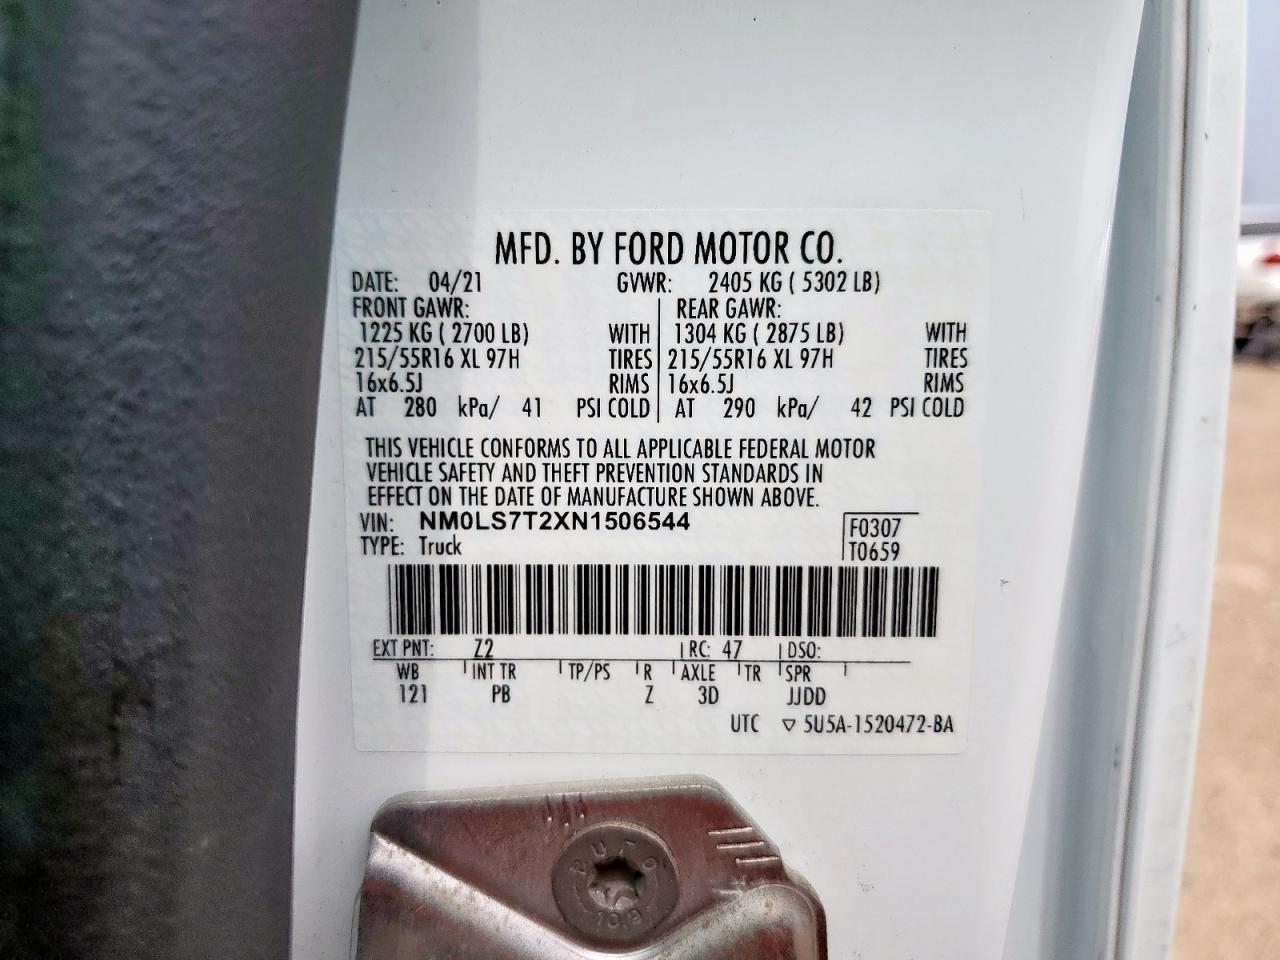 MFD. BY FORD MOTOR CO.
DATE: 04/21 GVWR: 2405 KG ( 5302 LB)
FRONT GAWR: REAR GAWR:
1225 KG ( 2700 LB) WITH 1304 KG ( 2875 LB) WITH
215/55R16 XL 97H TIRES 215/55R16 XL 97H TIRES
16x6.5J RIMS 16x6.5J RIMS
AT 280 kPa/ 41 PSI COLD AT 290 kPa/ 42 PSI COLD
THIS VEHICLE CONFORMS TO ALL APPLICABLE FEDERAL MOTOR
VEHICLE SAFETY AND THEFT PREVENTION STANDARDS IN
EFFECT ON THE DATE OF MANUFACTURE SHOWN ABOVE.
VIN: NM0LS7T2XN1506544 F0307
TYPE: Truck T0659
EXT PNT: Z2 RC: 47 DSO:
WB INT TR TP/PS R AXLE TR SPR
121 PB Z 3D JJDD
UTC ▽ 5U5A-1520472-BA
10.9